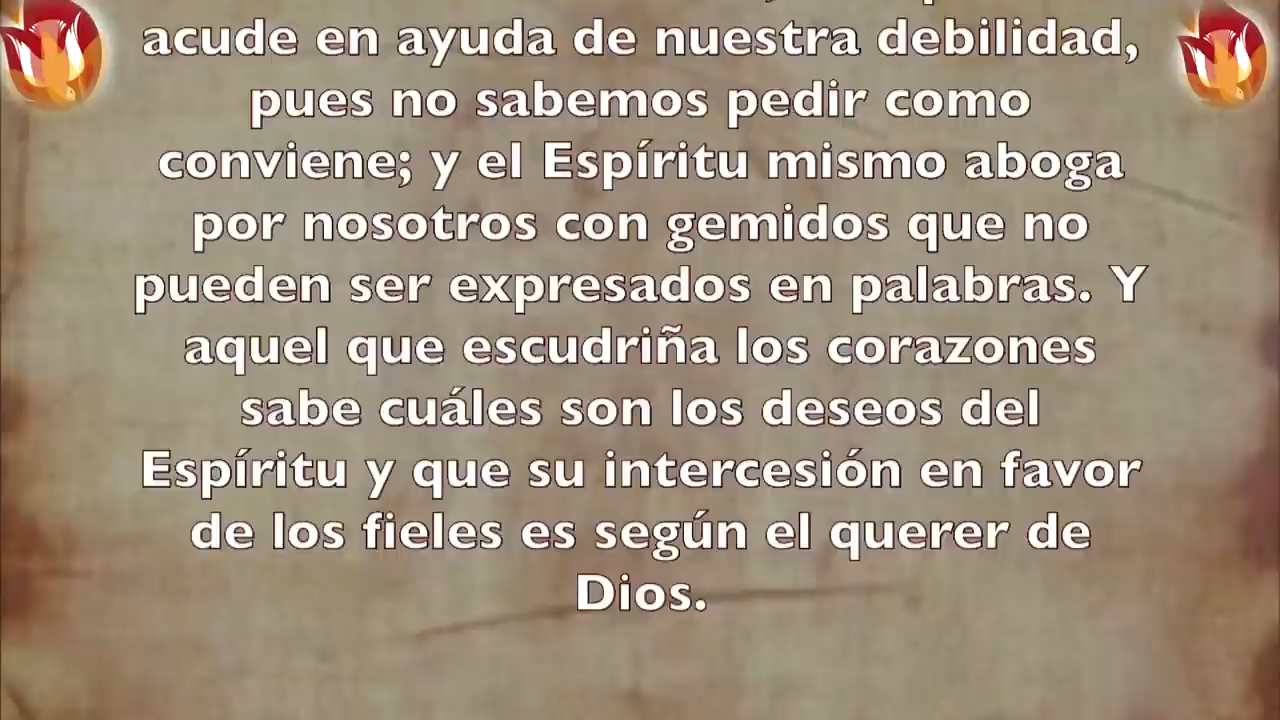 acude en ayuda de nuestra debilidad,
pues no sabemos pedir como
conviene; y el Espíritu mismo aboga
por nosotros con gemidos que no
pueden ser expresados en palabras. Y
aquel que escudriña los corazones
sabe cuáles son los deseos del
Espíritu y que su intercesión en favor
de los fieles es según el querer de
Dios.